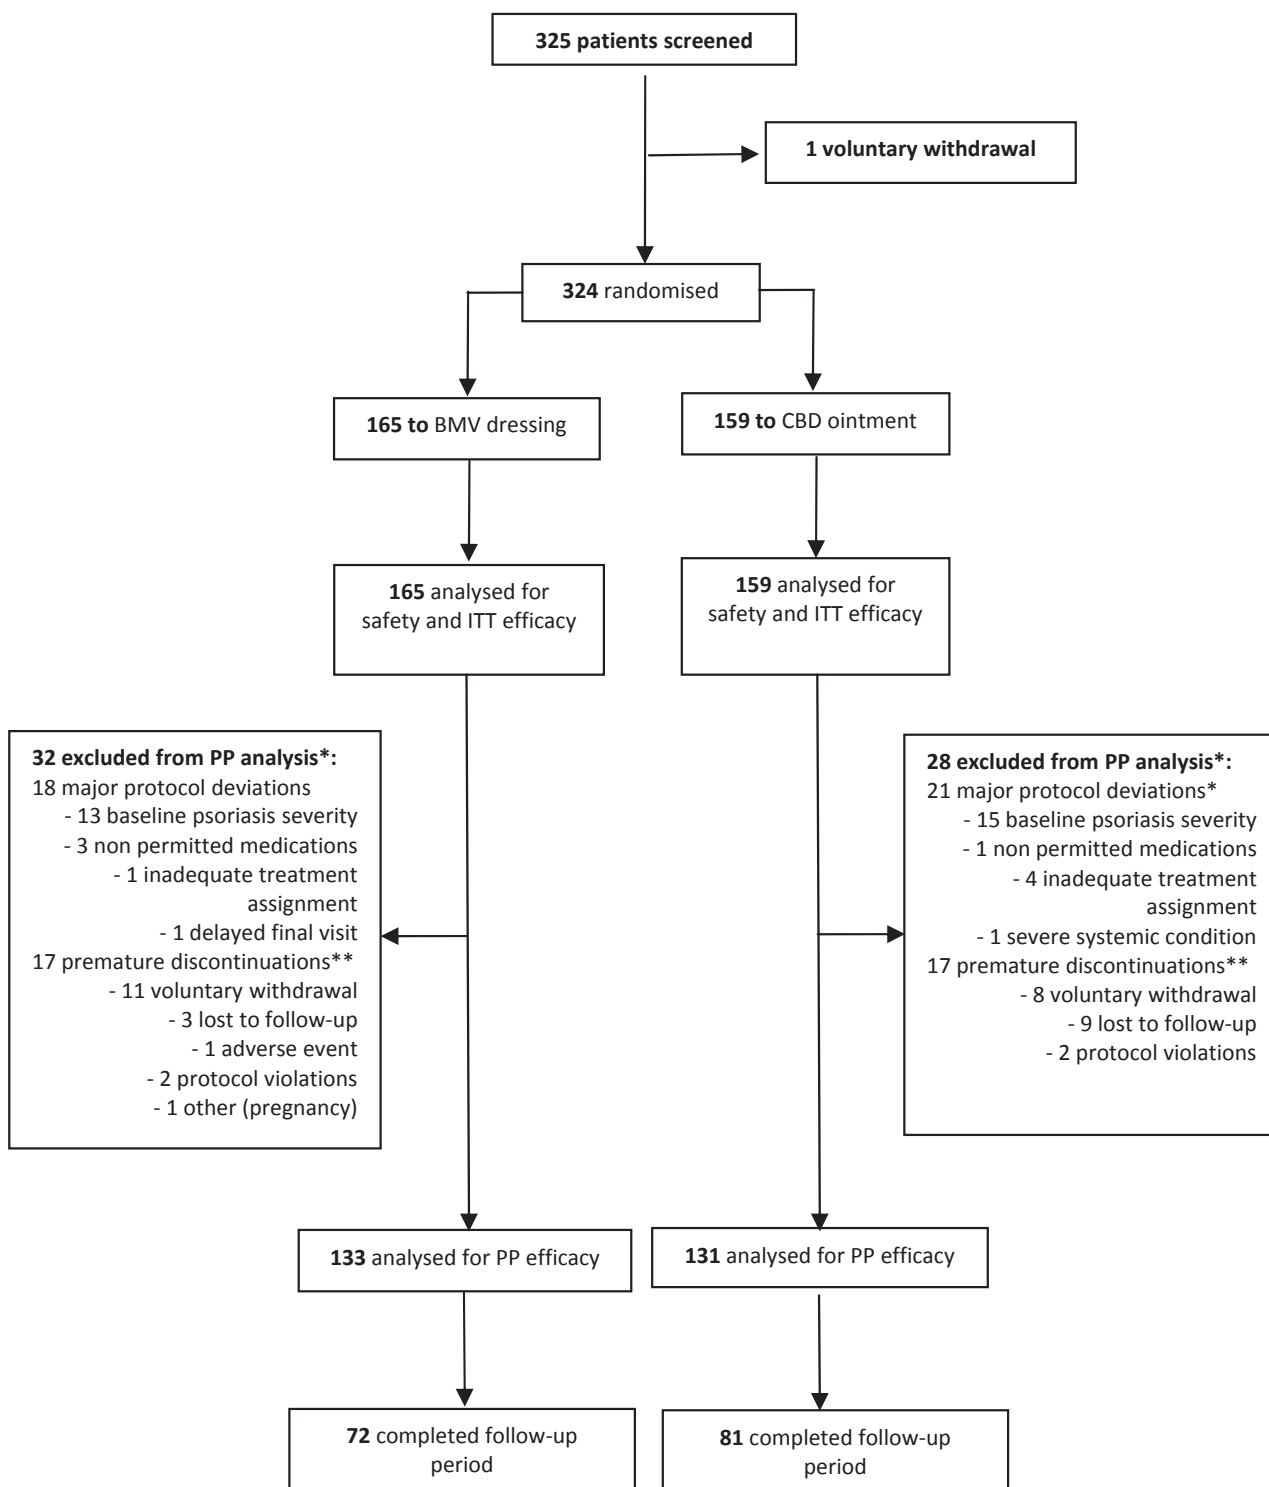 325 patients screened
1 voluntary withdrawal
324 randomised
165 to BMV dressing
159 to CBD ointment
165 analysed for
safety and ITT efficacy
159 analysed for
safety and ITT efficacy
32 excluded from PP analysis*:
18 major protocol deviations
- 13 baseline psoriasis severity
- 3 non permitted medications
- 1 inadequate treatment
assignment
- 1 delayed final visit
17 premature discontinuations**
- 11 voluntary withdrawal
- 3 lost to follow-up
- 1 adverse event
- 2 protocol violations
- 1 other (pregnancy)
28 excluded from PP analysis*:
21 major protocol deviations*
- 15 baseline psoriasis severity
- 1 non permitted medications
- 4 inadequate treatment
assignment
- 1 severe systemic condition
17 premature discontinuations**
- 8 voluntary withdrawal
- 9 lost to follow-up
- 2 protocol violations
133 analysed for PP efficacy
131 analysed for PP efficacy
72 completed follow-up
period
81 completed follow-up
period